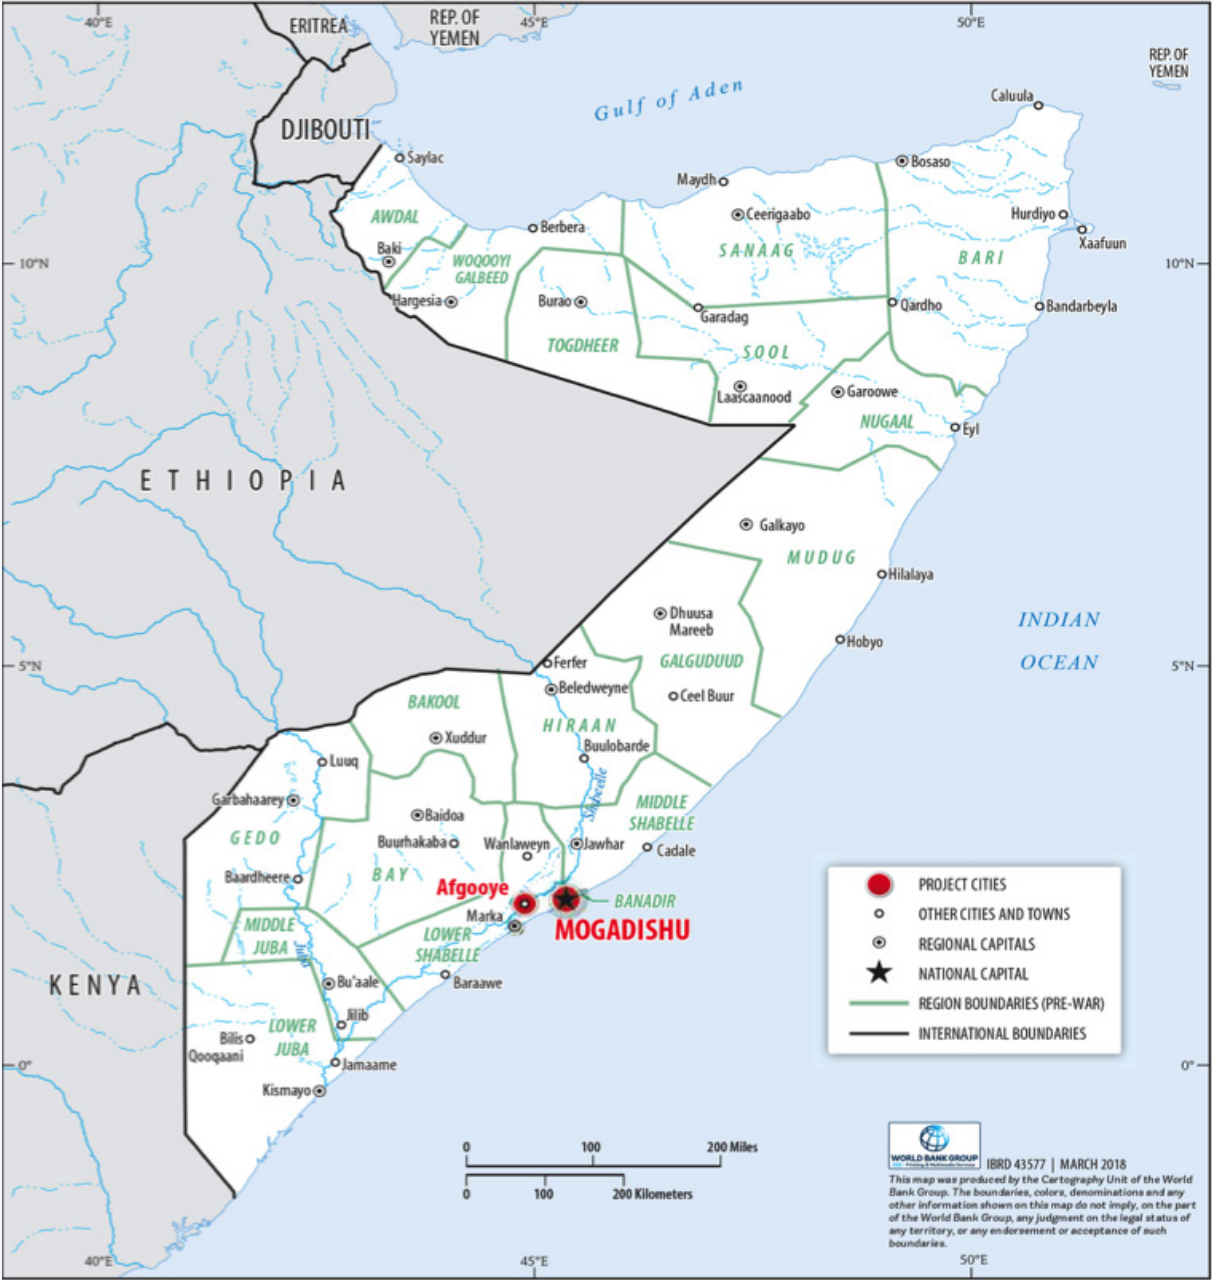 40°E
45°E
50°E
ERITREA
REP. OF
YEMEN
REP. OF
YEMEN
Gulf of Aden
Caluula
DJIBOUTI
Saylac
Bosaso
Maydh
AWDAL
Ceerigaabo
Hurdiyo
Berbera
Xaafuun
Baki
SANAAG
BARI
10°N
WOQOOYI
GALBEED
10°N
Hargesia
Burao
Qardho
Bandarbeyla
Garadag
TOGDHEER
SOOL
Laascaanood
Garoowe
NUGAAL
Eyl
ETHIOPIA
Galkayo
MUDUG
Hilalaya
Dhuusa
Mareeb
INDIAN
OCEAN
Hobyo
5°N
Ferfer
GALGUDUUD
5°N
Beledweyne
Ceel Buur
BAKOOL
HIRAAN
Xuddur
Buulobarde
Luuq
Shabelle
Garbahaarey
MIDDLE
SHABELLE
Baidoa
GEDO
Buurhakaba
Wanlaweyn
Jawhar
Cadale
Baardheere
BAY
Afgooye
BANADIR
Marka
MOGADISHU
MIDDLE
JUBA
LOWER
SHABELLE
Juba
KENYA
Bu'aale
Baraawe
Jilib
LOWER
JUBA
Bilis
Qooqaani
Jamaame
Kismayo
0°
0°
PROJECT CITIES
OTHER CITIES AND TOWNS
REGIONAL CAPITALS
NATIONAL CAPITAL
REGION BOUNDARIES (PRE-WAR)
INTERNATIONAL BOUNDARIES
0 100 200 Miles
0 100 200 Kilometers
WORLD BANK GROUP
Printing & Multimedia Services
IBRD 43577 | MARCH 2018
This map was produced by the Cartography Unit of the World
Bank Group. The boundaries, colors, denominations and any
other information shown on this map do not imply, on the part
of the World Bank Group, any judgment on the legal status of
any territory, or any endorsement or acceptance of such
boundaries.
40°E
45°E
50°E